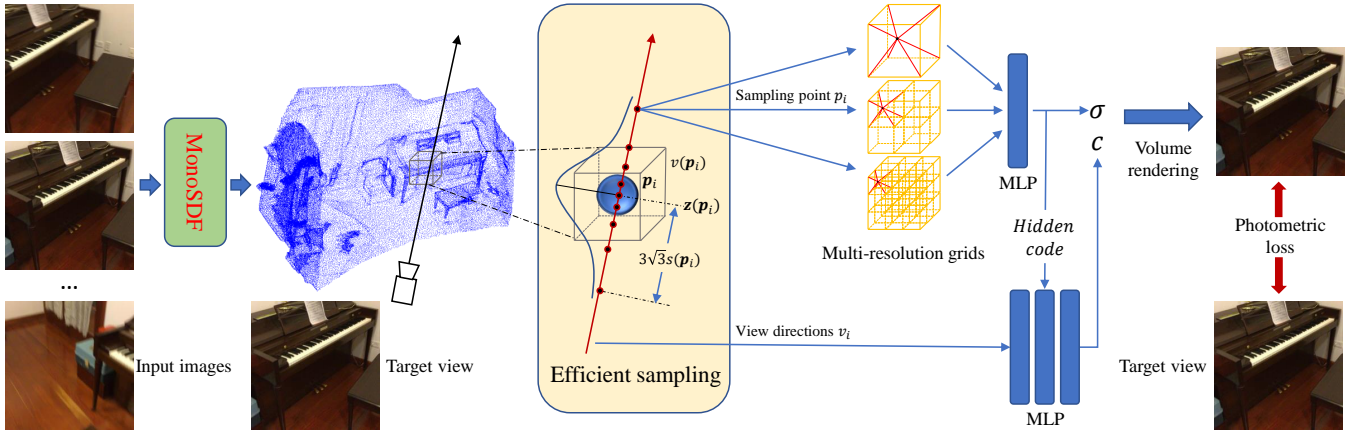 MonoSDF
...
Input images
Target view
v(𝒑ᵢ)
𝒑ᵢ
𝒛(𝒑ᵢ)
3√3s(𝒑ᵢ)
Efficient sampling
Sampling point pᵢ
Multi-resolution grids
MLP
σ
c
Hidden
code
View directions vᵢ
MLP
Volume
rendering
Photometric
loss
Target view